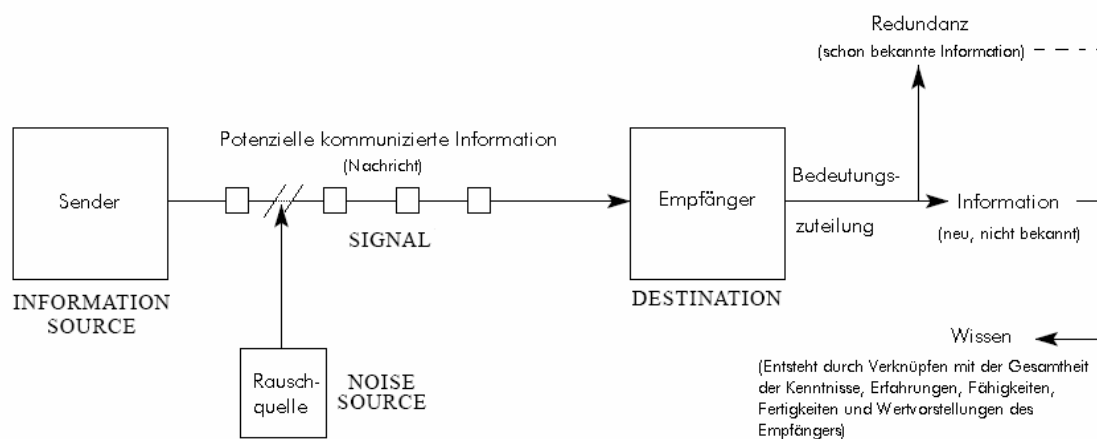 Redundanz
(schon bekannte Information)
Potenzielle kommunizierte Information
(Nachricht)
Sender
Empfänger
Bedeutungs-
zuteilung
Information
(neu, nicht bekannt)
SIGNAL
INFORMATION
SOURCE
DESTINATION
Rausch-
quelle
NOISE
SOURCE
Wissen
(Entsteht durch Verknüpfen mit der Gesamtheit
der Kenntnisse, Erfahrungen, Fähigkeiten,
Fertigkeiten und Wertvorstellungen des
Empfängers)